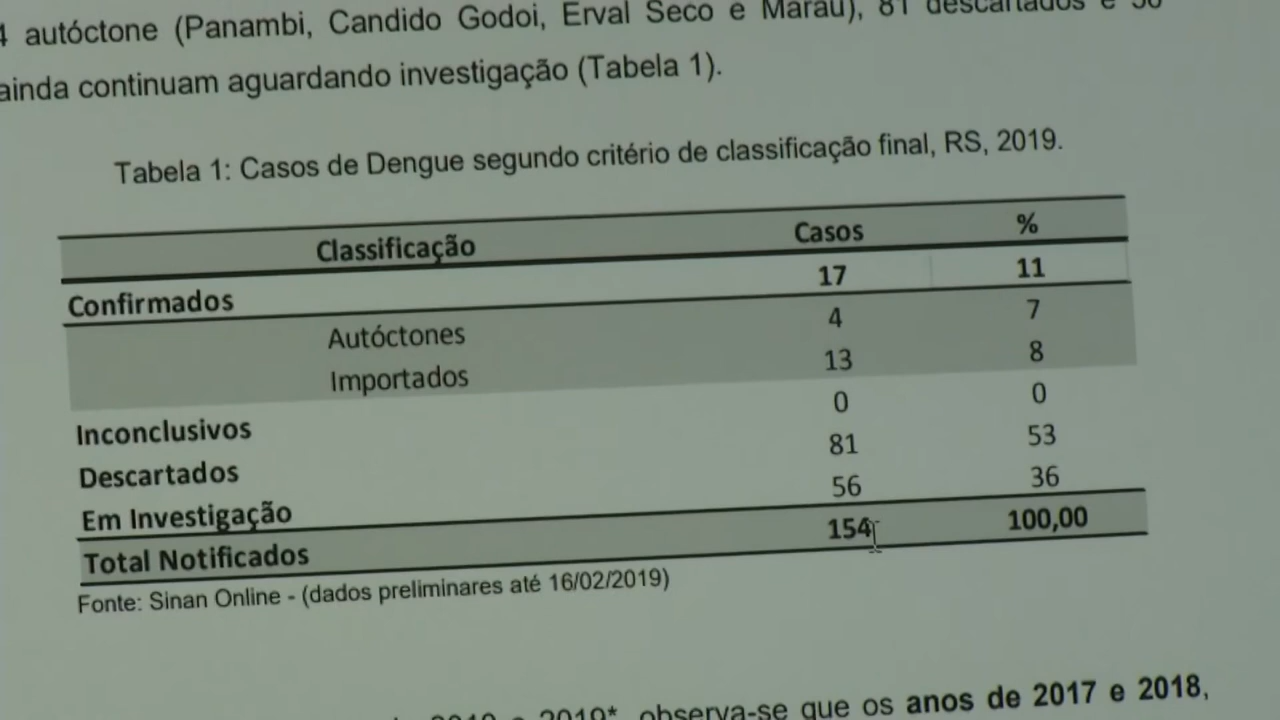 4 autóctone (Panambi, Candido Godoi, Erval Seco e Marau), 81 descartados e 56
ainda continuam aguardando investigação (Tabela 1).
Tabela 1: Casos de Dengue segundo critério de classificação final, RS, 2019.
Classificação Casos %
Confirmados 17 11
Autóctones 4 7
Importados 13 8
Inconclusivos 0 0
Descartados 81 53
Em Investigação 56 36
Total Notificados 154 100,00
Fonte: Sinan Online - (dados preliminares até 16/02/2019)
2019*, observa-se que os anos de 2017 e 2018,